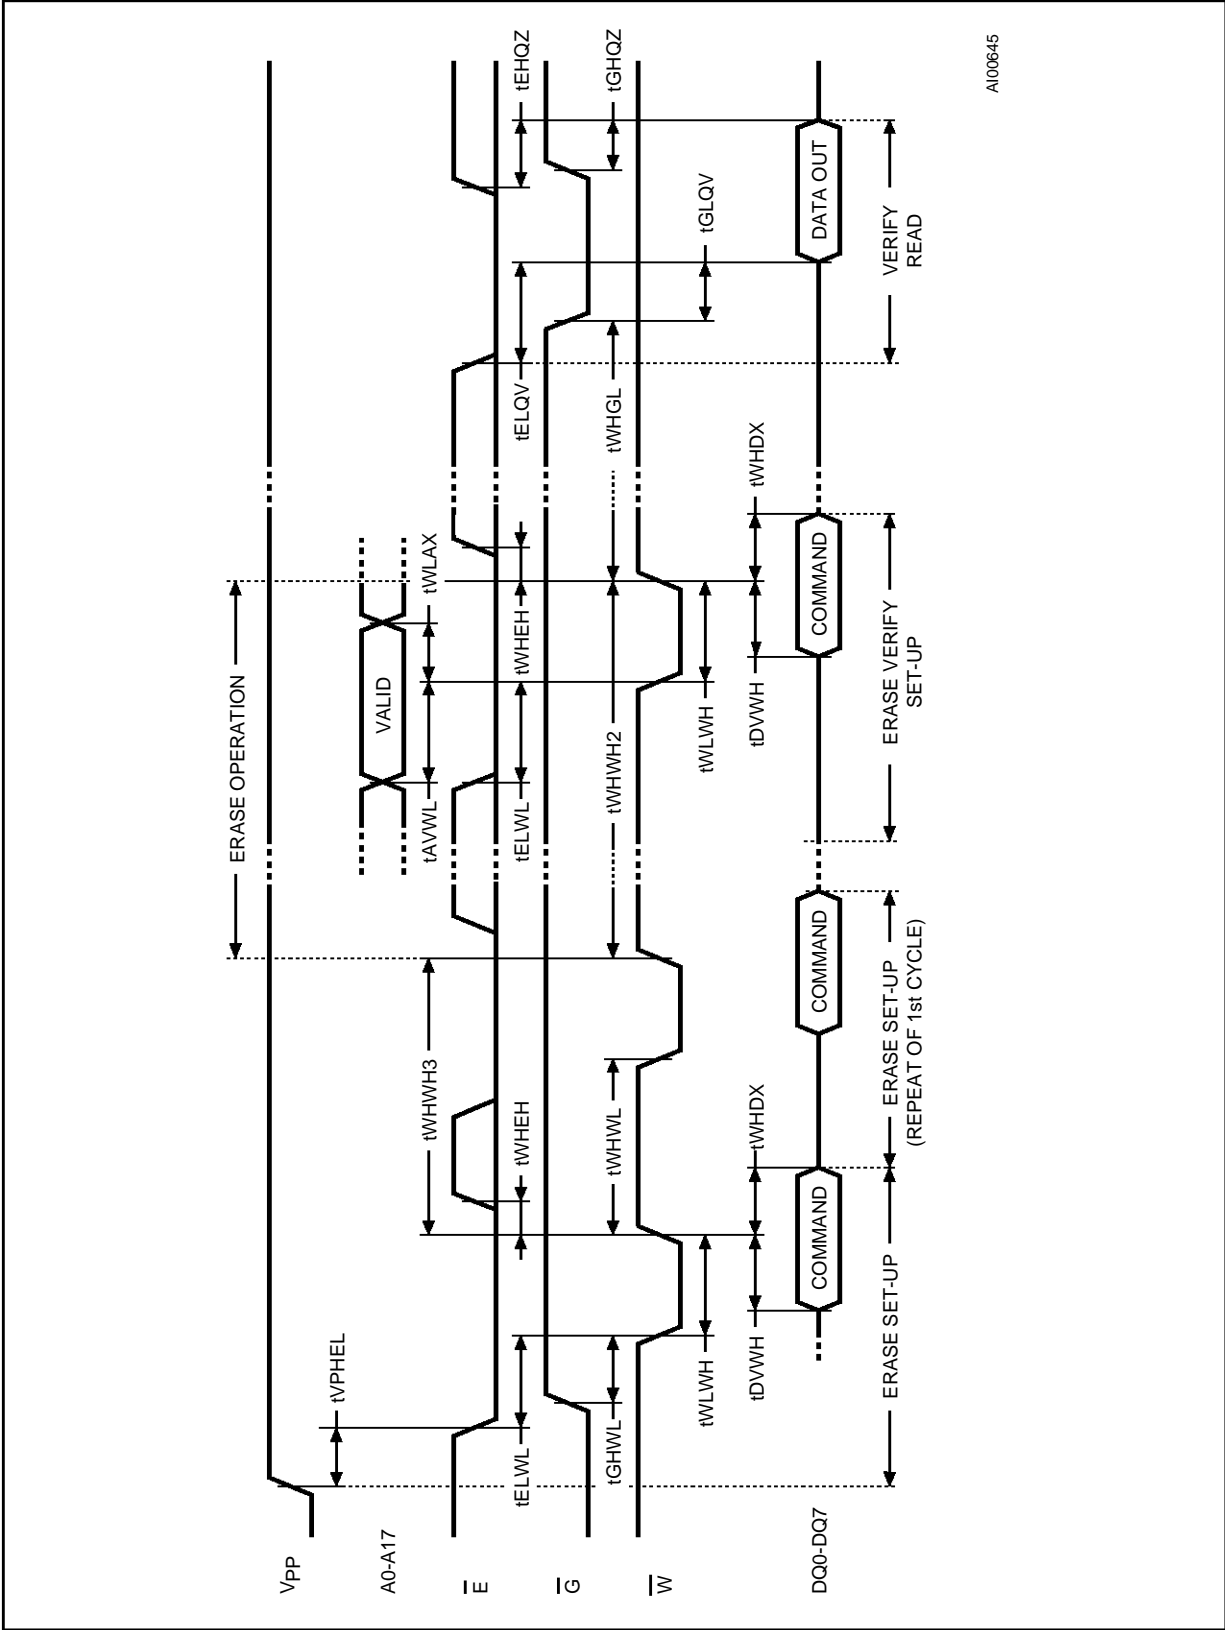 VPP
tVPHEL
ERASE OPERATION
A0-A17
VALID
tAVWL
tWLAX
tWHWH3
E
tELWL
tWHEH
tELWL
tWHEH
tELQV
tEHQZ
G
tGHWL
tWHWL
tWHWH2
tWHGL
tGHQZ
W
tWLWH
tWLWH
tGLQV
tDVWH
tWHDX
tDVWH
tWHDX
DQ0-DQ7
COMMAND
COMMAND
COMMAND
DATA OUT
ERASE SET-UP
ERASE SET-UP
(REPEAT OF 1st CYCLE)
ERASE VERIFY
SET-UP
VERIFY
READ
AI00645